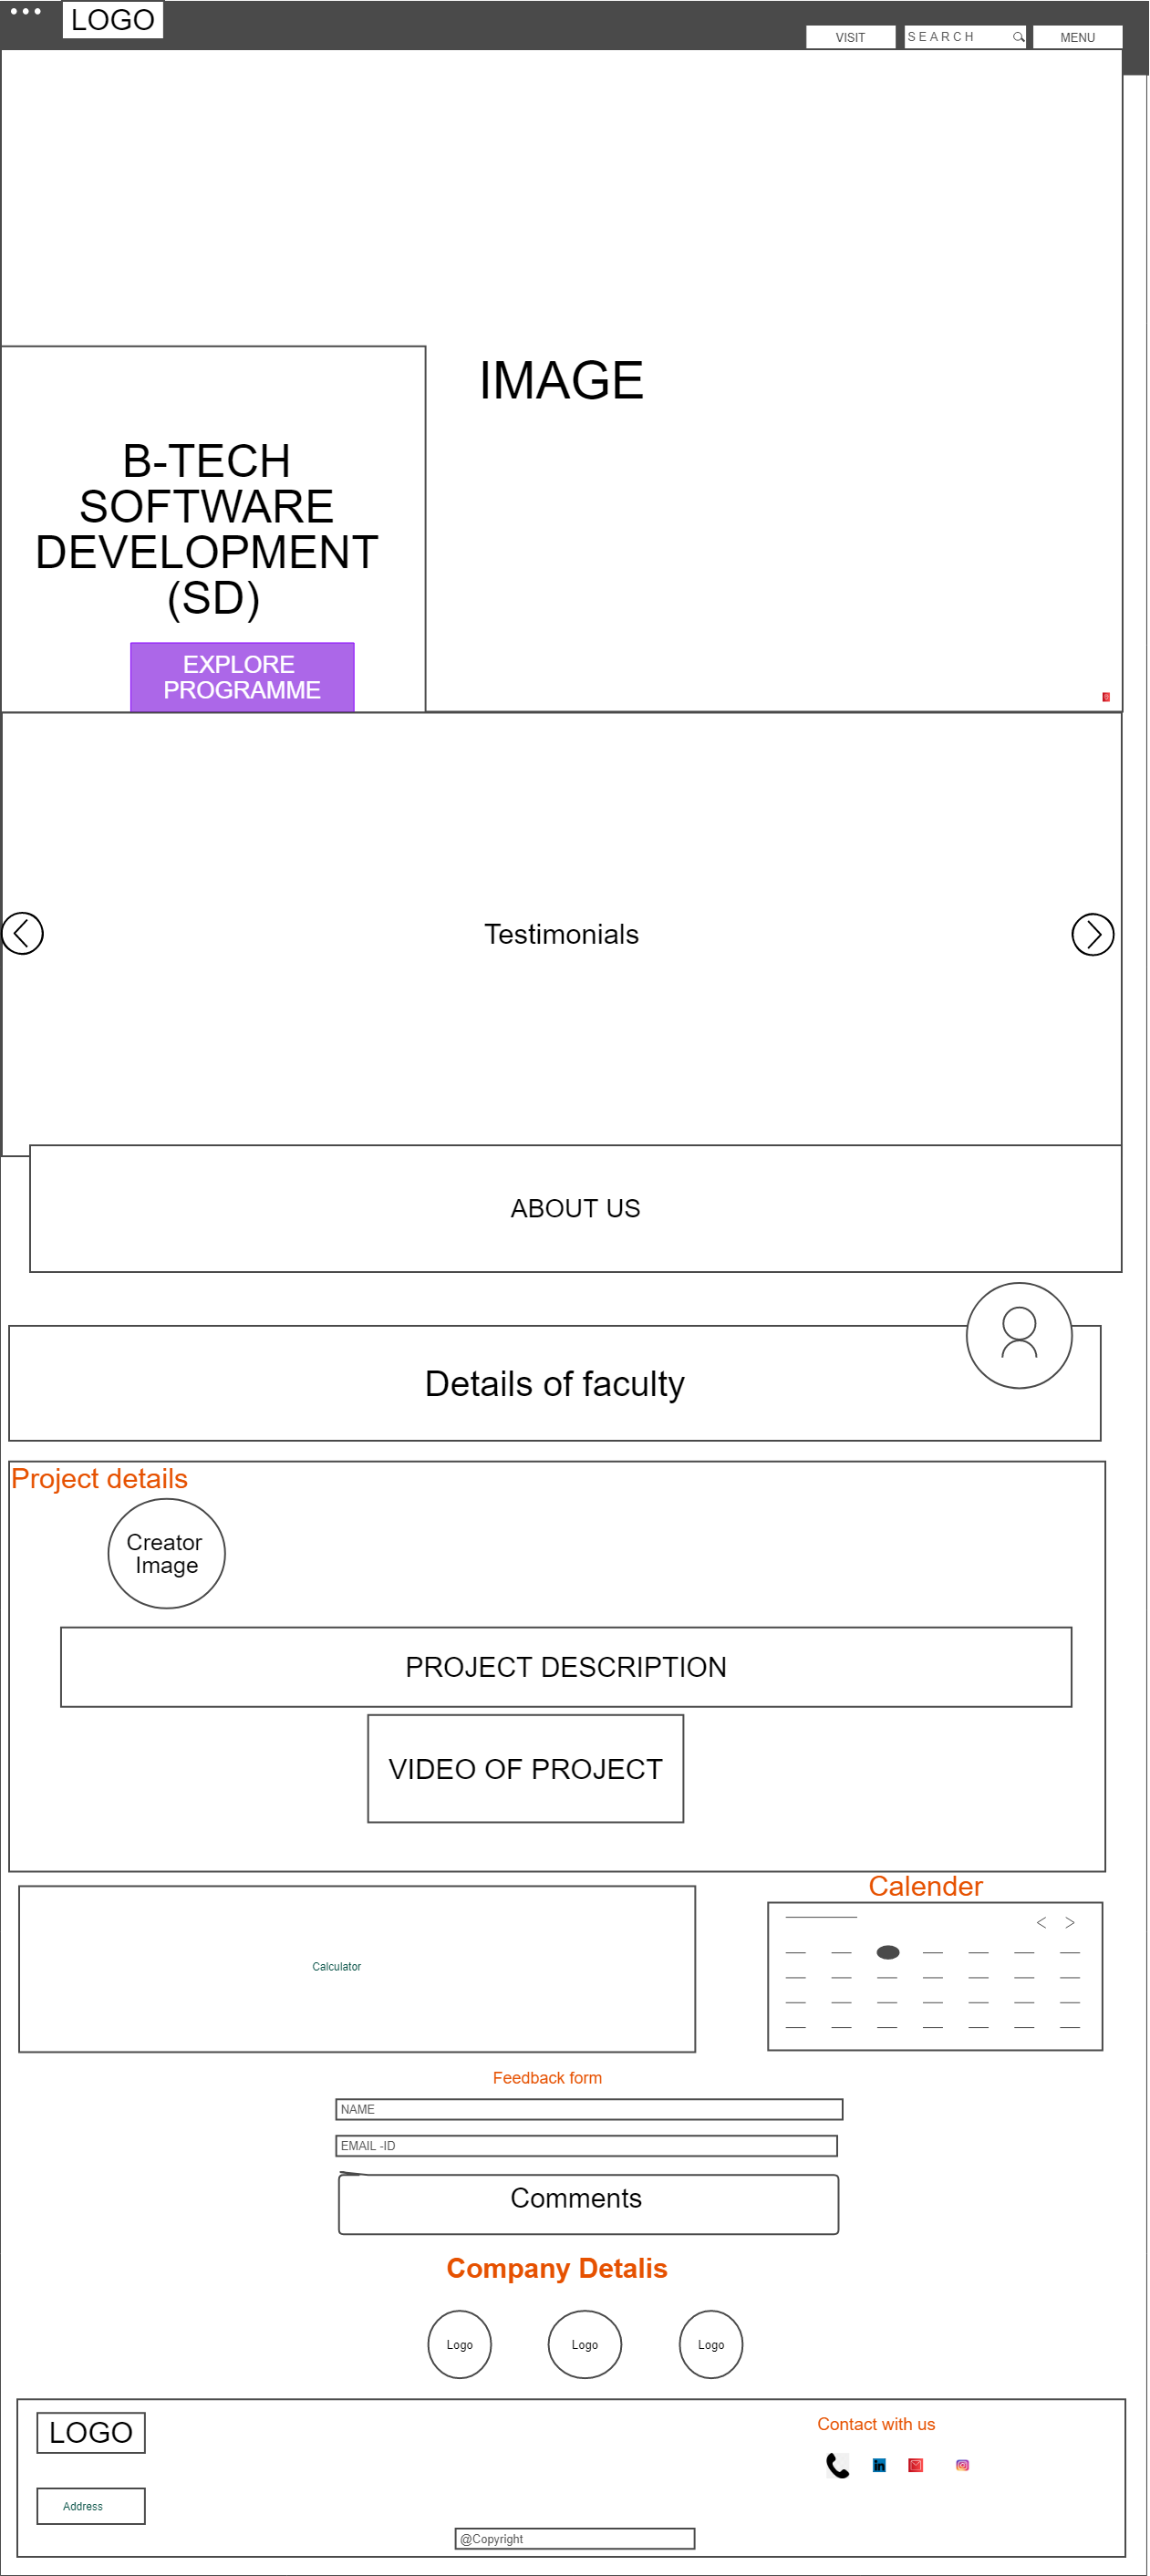 LOGO
VISIT
SEARCH
MENU
IMAGE
B-TECH
SOFTWARE
DEVELOPMENT
(SD)
EXPLORE
PROGRAMME
Testimonials
ABOUT US
Details of faculty
Project details
Creator
Image
PROJECT DESCRIPTION
VIDEO OF PROJECT
Calender
Calculator
Feedback form
NAME
EMAIL -ID
Comments
Company Detalis
Logo
Logo
Logo
LOGO
Contact with us
in
Address
@Copyright